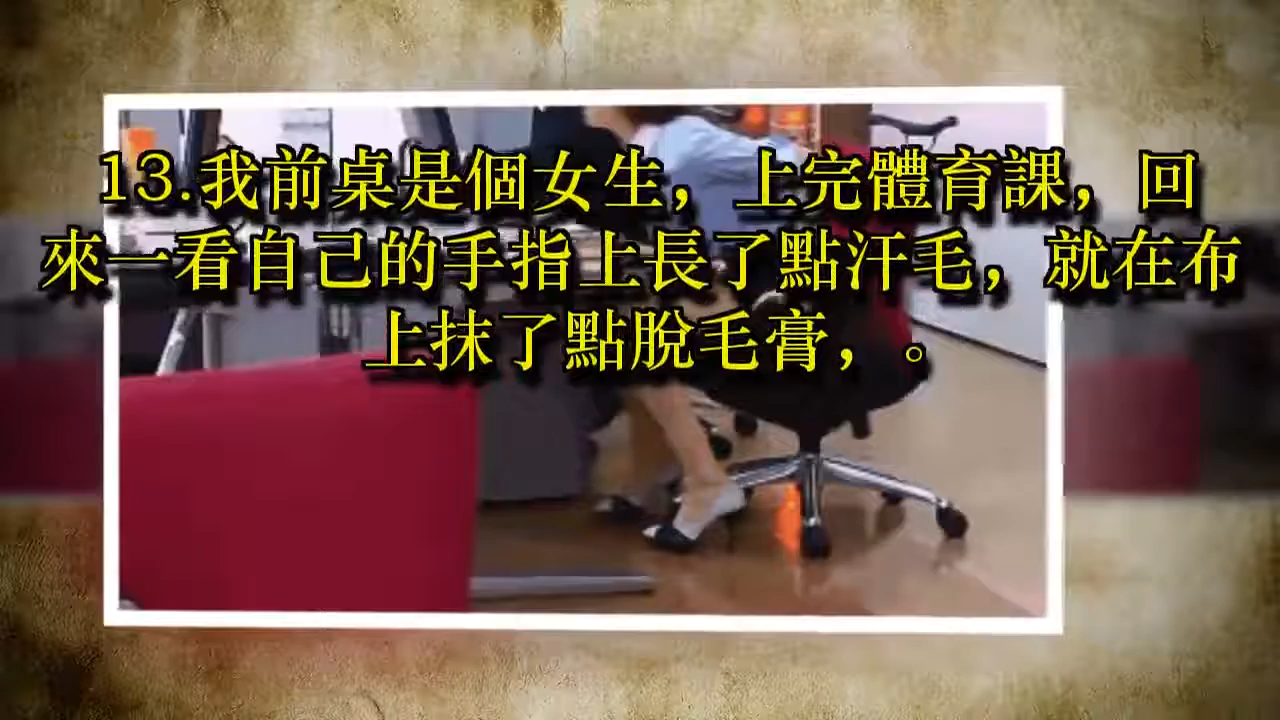 13.我前桌是個女生，上完體育課，回
來一看自己的手指上長了點汗毛，就在布
上抹了點脫毛膏，。